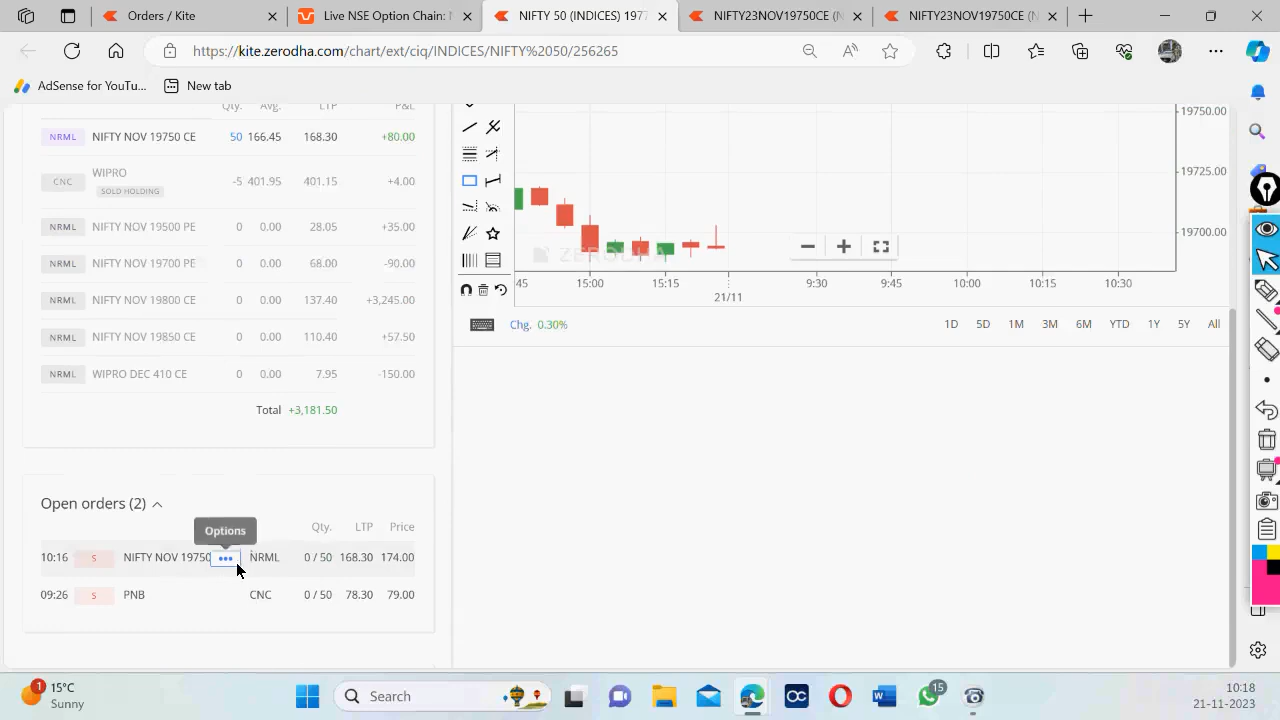 Orders / Kite
Live NSE Option Chain: N
NIFTY 50 (INDICES) 1977
NIFTY23NOV19750CE (N
NIFTY23NOV19750CE (N
https://kite.zerodha.com/chart/ext/ciq/INDICES/NIFTY%2050/256265
AdSense for YouTu...
New tab
Qty. Avg. LTP P&L
NRML NIFTY NOV 19750 CE 50 166.45 168.30 +80.00
CNC WIPRO SOLD HOLDING -5 401.95 401.15 +4.00
NRML NIFTY NOV 19500 PE 0 0.00 28.05 +35.00
NRML NIFTY NOV 19700 PE 0 0.00 68.00 -90.00
NRML NIFTY NOV 19800 CE 0 0.00 137.40 +3,245.00
NRML NIFTY NOV 19850 CE 0 0.00 110.40 +57.50
NRML WIPRO DEC 410 CE 0 0.00 7.95 -150.00
Total +3,181.50
Open orders (2)
Options
Qty. LTP Price
10:16 S NIFTY NOV 19750 NRML 0 / 50 168.30 174.00
09:26 S PNB CNC 0 / 50 78.30 79.00
19750.00
19725.00
19700.00
ZERODHA
45 15:00 15:15 9:30 9:45 10:00 10:15 10:30
21/11
Chg. 0.30%
1D 5D 1M 3M 6M YTD 1Y 5Y All
1
15°C
Sunny
Search
OC
15
10:18
21-11-2023